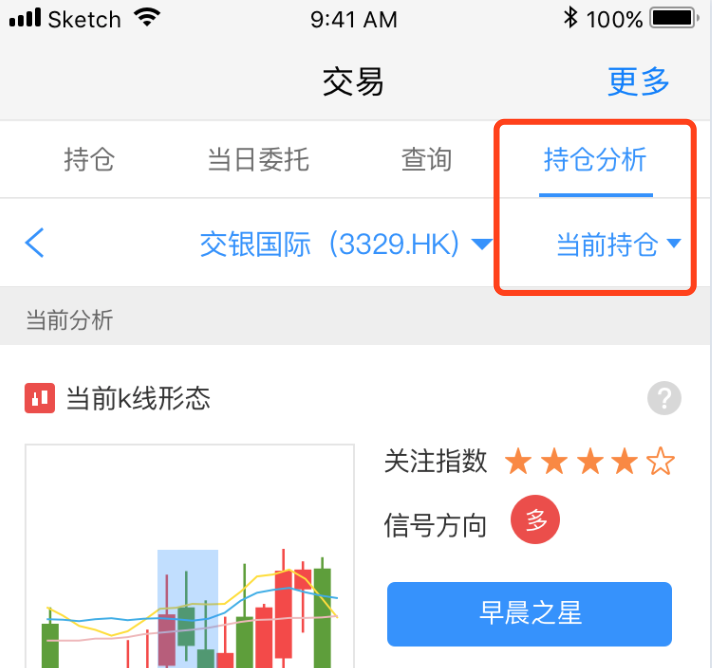 Sketch 9:41 AM 100%
交易 更多
持仓 当日委托 查询 持仓分析
交银国际（3329.HK） 当前持仓
当前分析
当前k线形态 ?
关注指数
信号方向 多
早晨之星